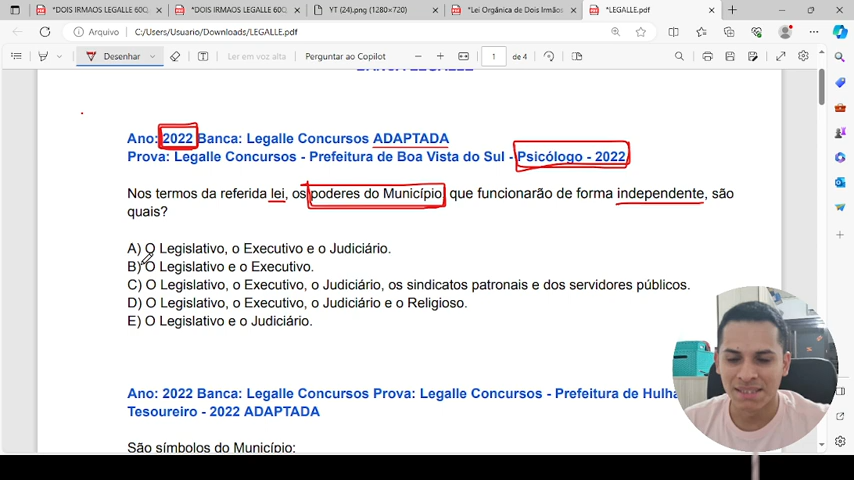 *DOIS IRMAOS LEGALLE 60Q
*DOIS IRMAOS LEGALLE 60Q
YT (24).png (1280×720)
*Lei Orgânica de Dois Irmãos
*LEGALLE.pdf
Arquivo
C:/Users/Usuario/Downloads/LEGALLE.pdf
Desenhar
Ler em voz alta
Perguntar ao Copilot
1
de 4
Ano: 2022 Banca: Legalle Concursos ADAPTADA
Prova: Legalle Concursos - Prefeitura de Boa Vista do Sul - Psicólogo - 2022
Nos termos da referida lei, os poderes do Município, que funcionarão de forma independente, são
quais?
A) O Legislativo, o Executivo e o Judiciário.
B) O Legislativo e o Executivo.
C) O Legislativo, o Executivo, o Judiciário, os sindicatos patronais e dos servidores públicos.
D) O Legislativo, o Executivo, o Judiciário e o Religioso.
E) O Legislativo e o Judiciário.
Ano: 2022 Banca: Legalle Concursos Prova: Legalle Concursos - Prefeitura de Hulha
Tesoureiro - 2022 ADAPTADA
São símbolos do Município: